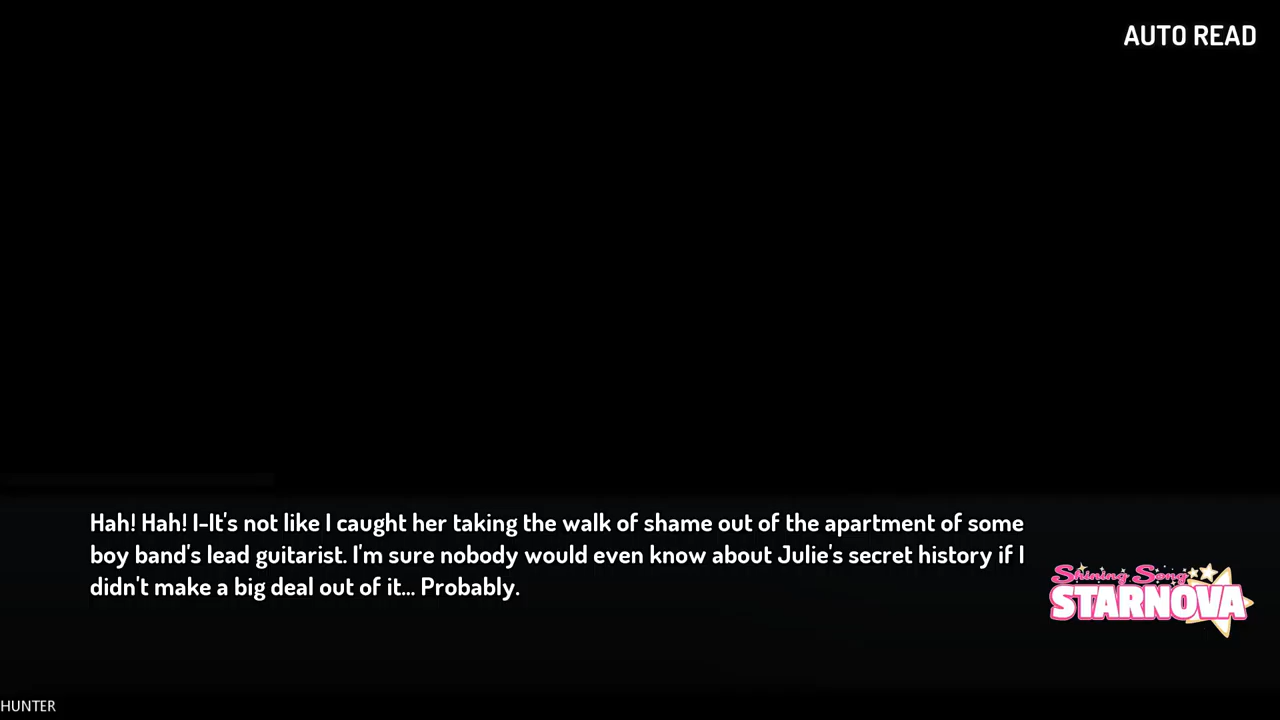 AUTO READ
Hah! Hah! I-It's not like I caught her taking the walk of shame out of the apartment of some
boy band's lead guitarist. I'm sure nobody would even know about Julie's secret history if I
didn't make a big deal out of it... Probably.
Shining Song
STARNOVA
HUNTER